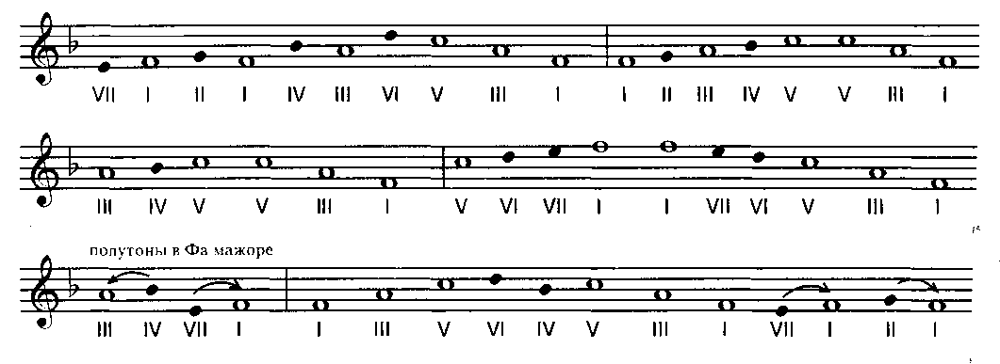 VII I II I IV III VI V III I I II III IV V V III I
III IV V V III I V VI VII I I VII VI V III I
полутоны в Фа мажоре
III IV VII I I III V VI IV V III I VII I II I